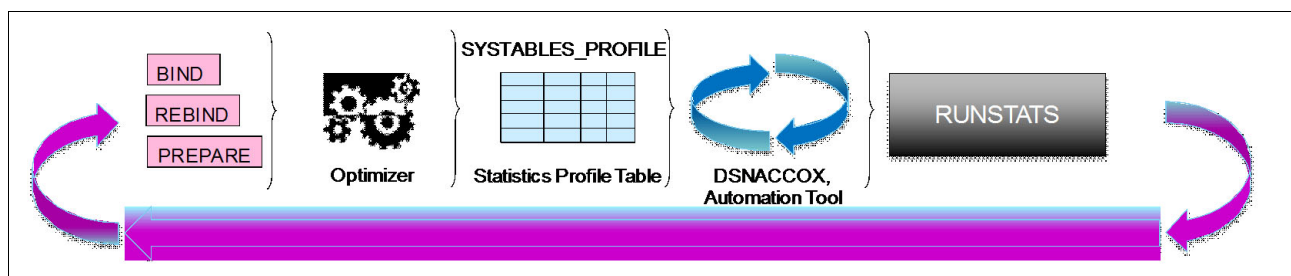 BIND
REBIND
PREPARE
Optimizer
SYSTABLES_PROFILE
Statistics Profile Table
DSNACCOX,
Automation Tool
RUNSTATS